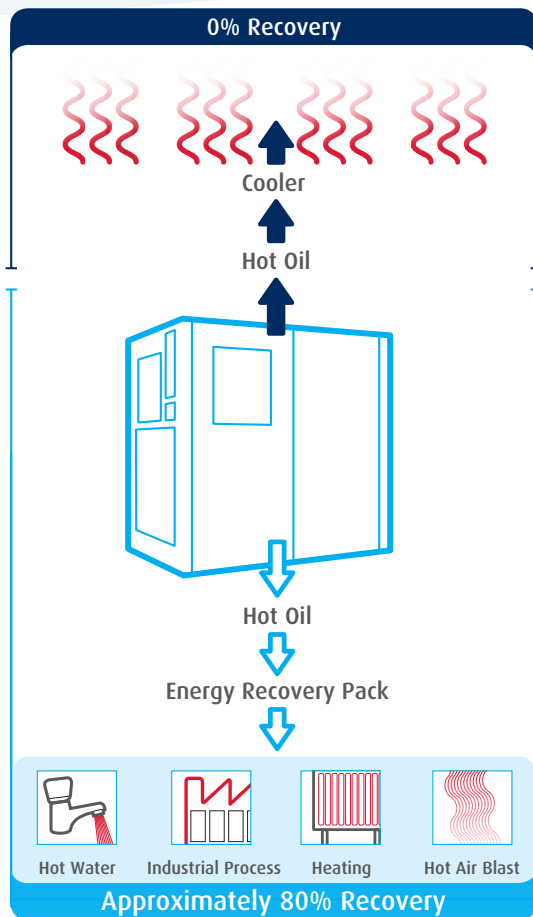 0% Recovery
Cooler
Hot Oil
Hot Oil
Energy Recovery Pack
Hot Water
Industrial Process
Heating
Hot Air Blast
Approximately 80% Recovery